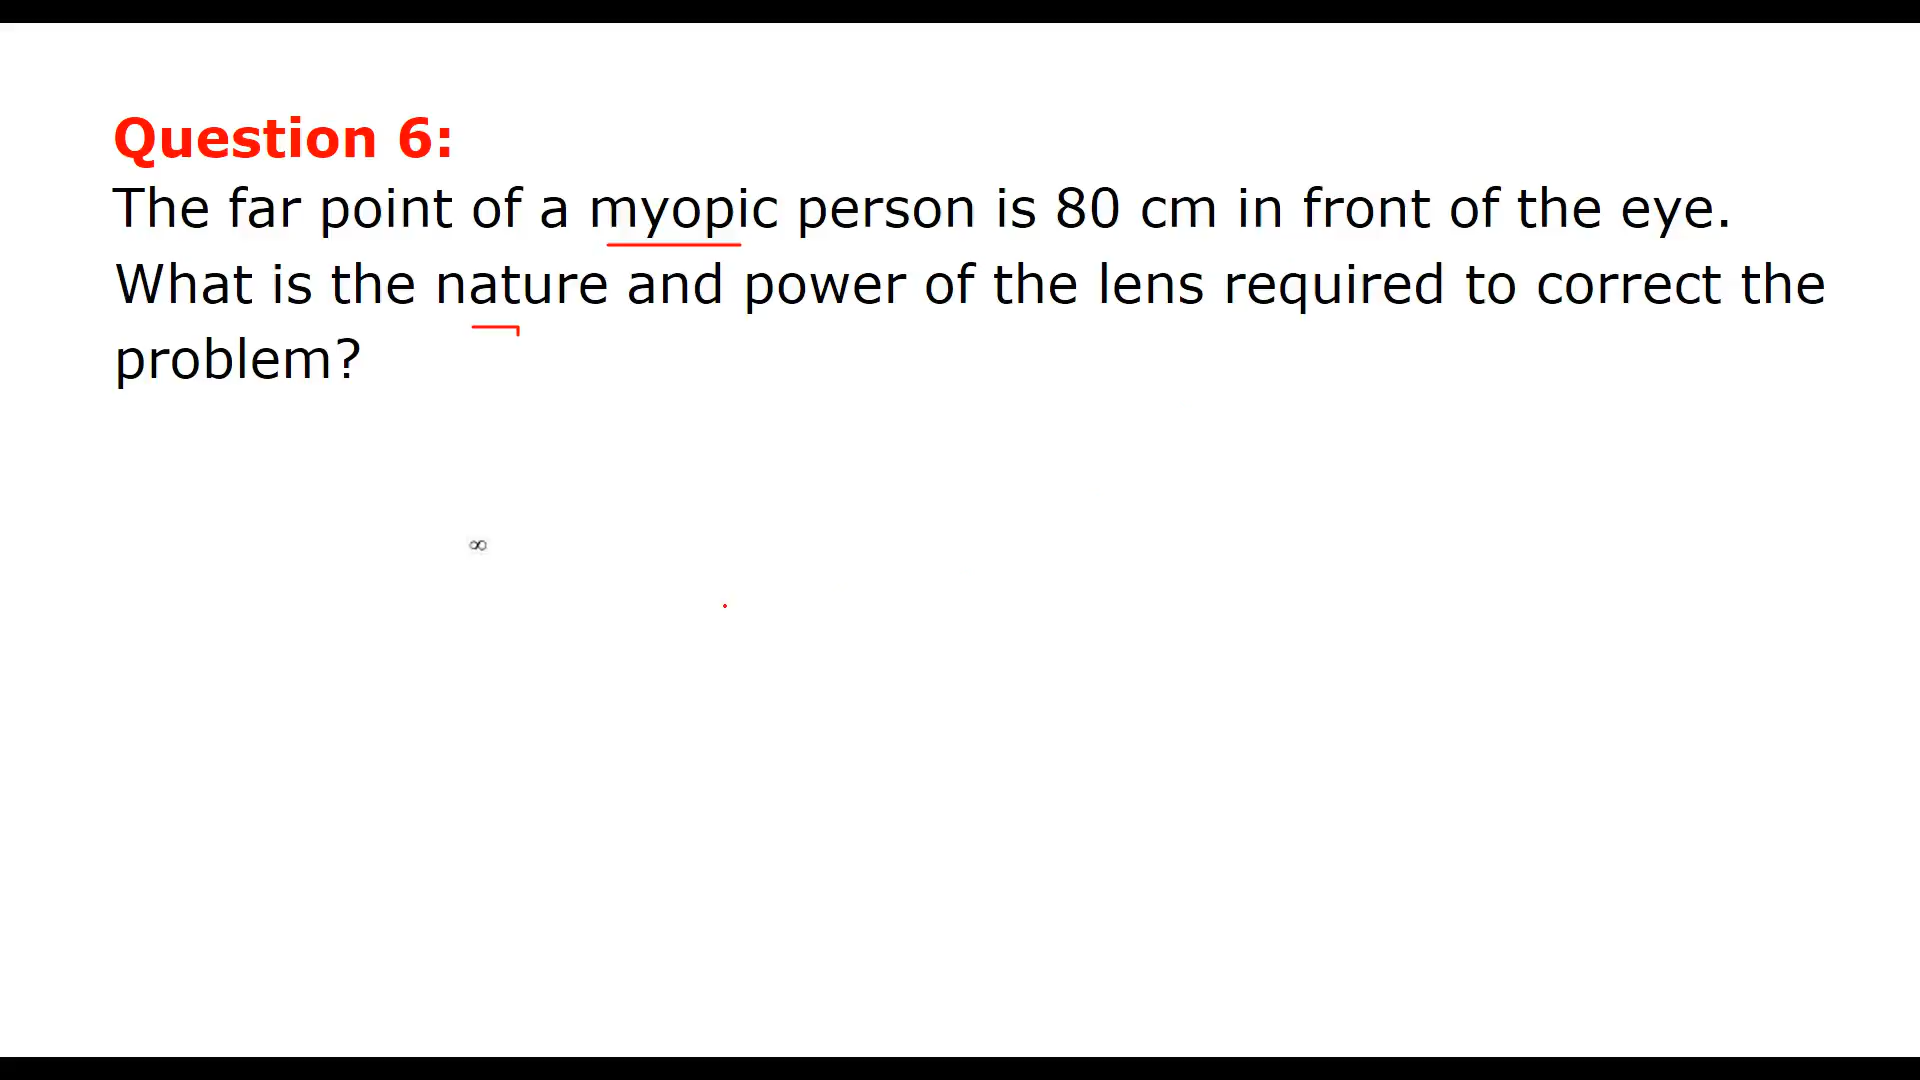 Question 6:
The far point of a myopic person is 80 cm in front of the eye.
What is the nature and power of the lens required to correct the
problem?
∞